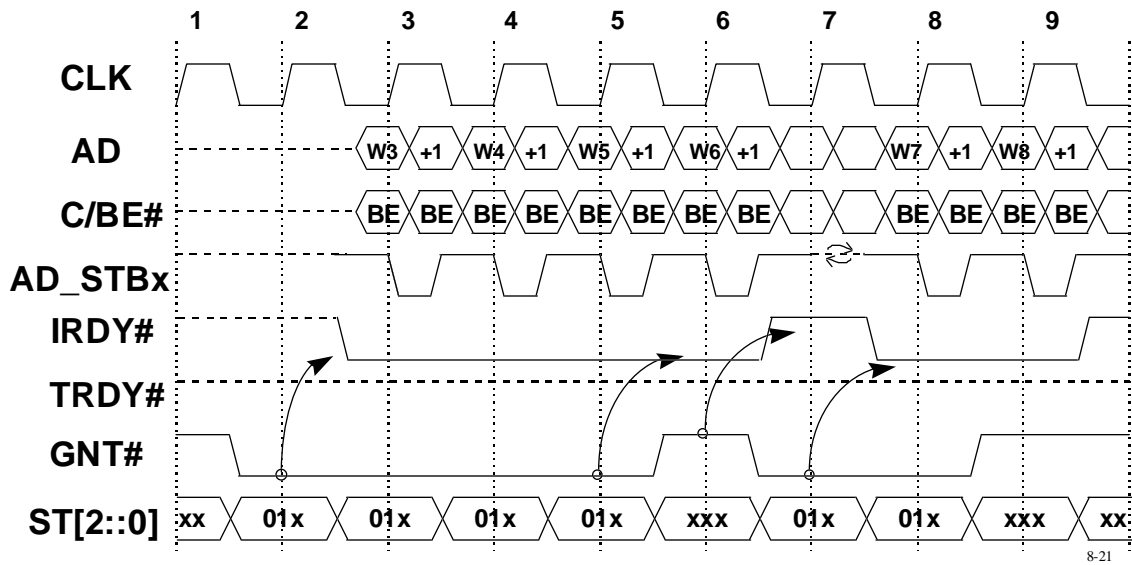 1 2 3 4 5 6 7 8 9
CLK
AD W3 +1 W4 +1 W5 +1 W6 +1 W7 +1 W8 +1
C/BE# BE BE BE BE BE BE BE BE BE BE BE BE
AD_STBx
IRDY#
TRDY#
GNT#
ST[2::0] xx 01x 01x 01x 01x xxx 01x 01x xxx xx
8-21